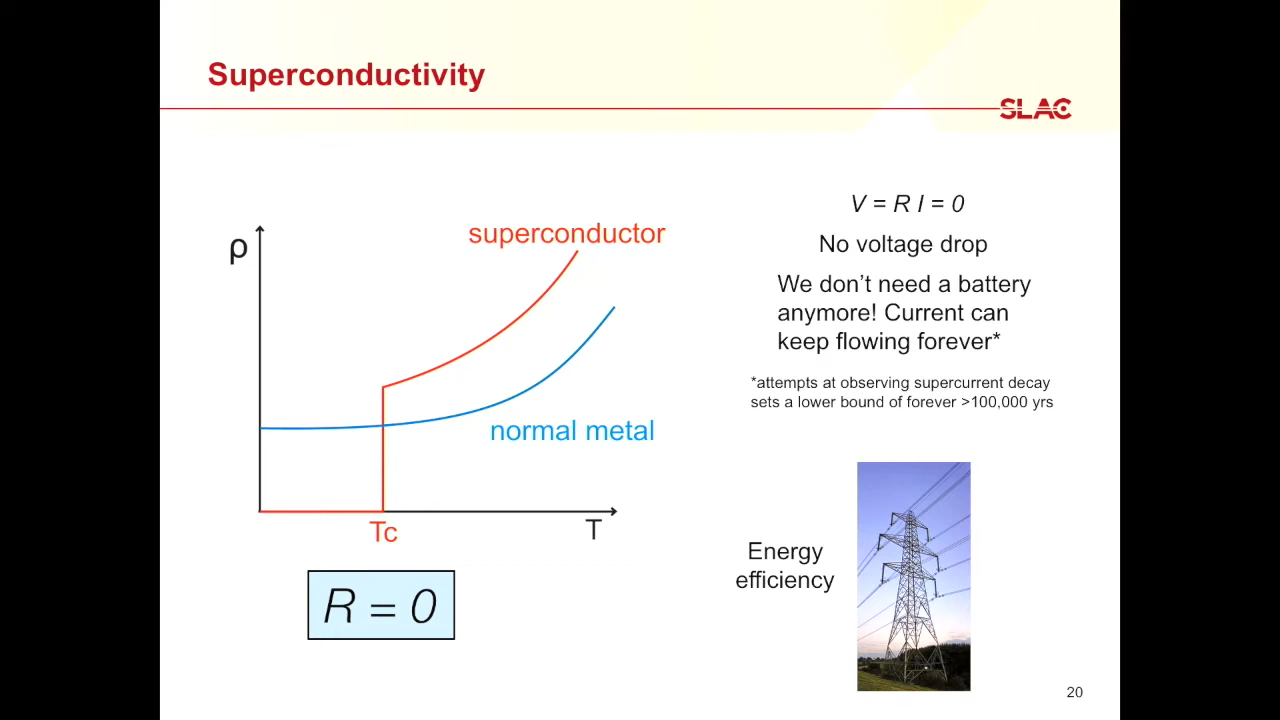 Superconductivity
SLAC
ρ
superconductor
normal metal
Tc
T
R = 0
V = R I = 0
No voltage drop
We don’t need a battery
anymore! Current can
keep flowing forever*
*attempts at observing supercurrent decay
sets a lower bound of forever >100,000 yrs
Energy
efficiency
20